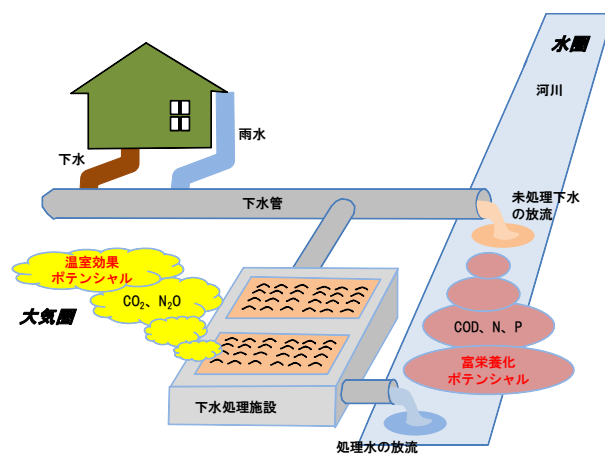 水圏
河川
雨水
下水
下水管
未処理下水
の放流
温室効果
ポテンシャル
CO₂、N₂O
大気圏
COD、N、P
富栄養化
ポテンシャル
下水処理施設
処理水の放流